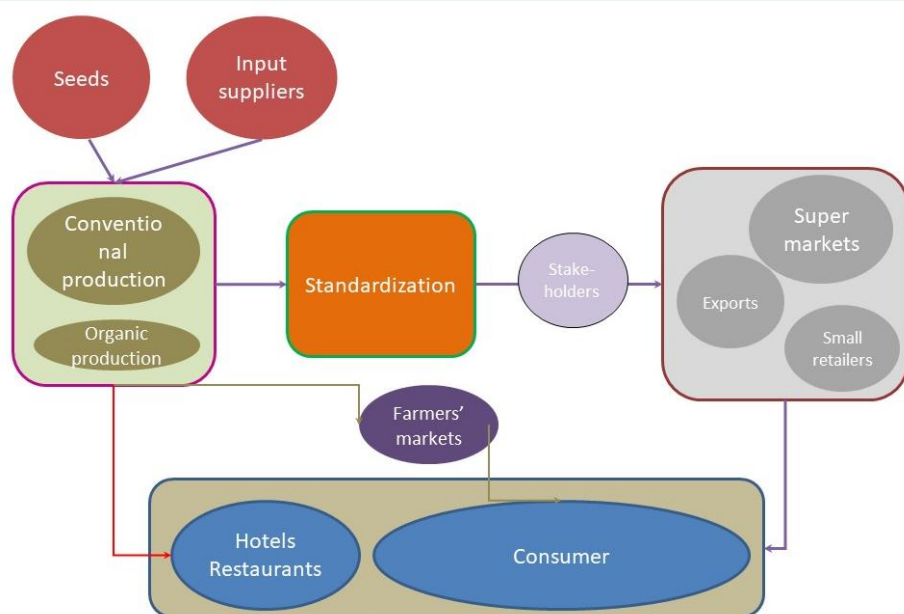 Seeds
Input
suppliers
Conventio
nal
production
Organic
production
Standardization
Stake-
holders
Super
markets
Exports
Small
retailers
Farmers’
markets
Hotels
Restaurants
Consumer